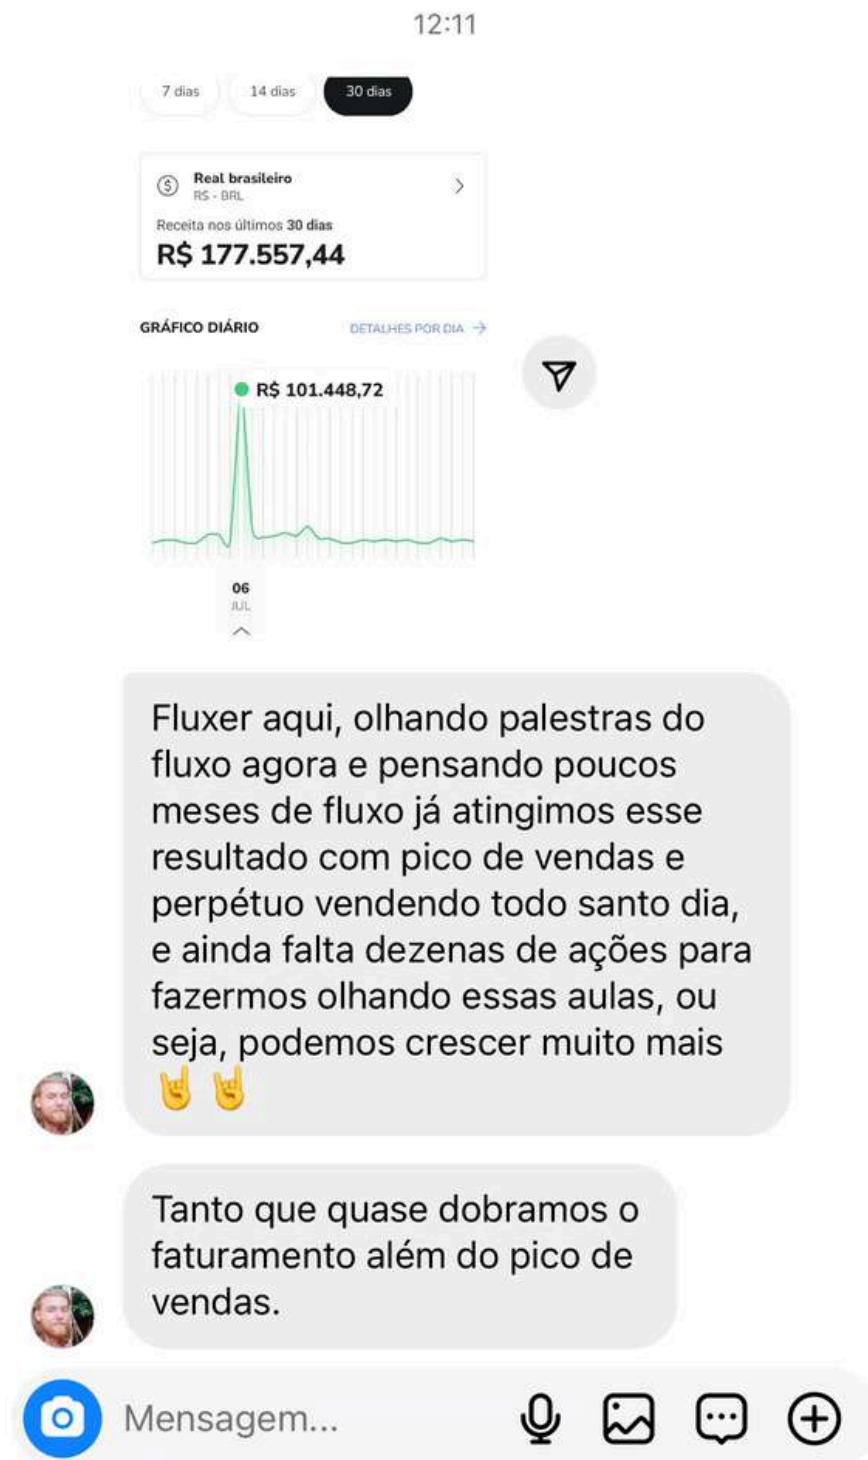 12:11
7 dias 14 dias 30 dias
Real brasileiro
R$ - BRL
Receita nos últimos 30 dias
R$ 177.557,44
GRÁFICO DIÁRIO DETALHES POR DIA
R$ 101.448,72
06
JUL
Fluxer aqui, olhando palestras do
fluxo agora e pensando poucos
meses de fluxo já atingimos esse
resultado com pico de vendas e
perpétuo vendendo todo santo dia,
e ainda falta dezenas de ações para
fazermos olhando essas aulas, ou
seja, podemos crescer muito mais
🤘 🤘
Tanto que quase dobramos o
faturamento além do pico de
vendas.
Mensagem...